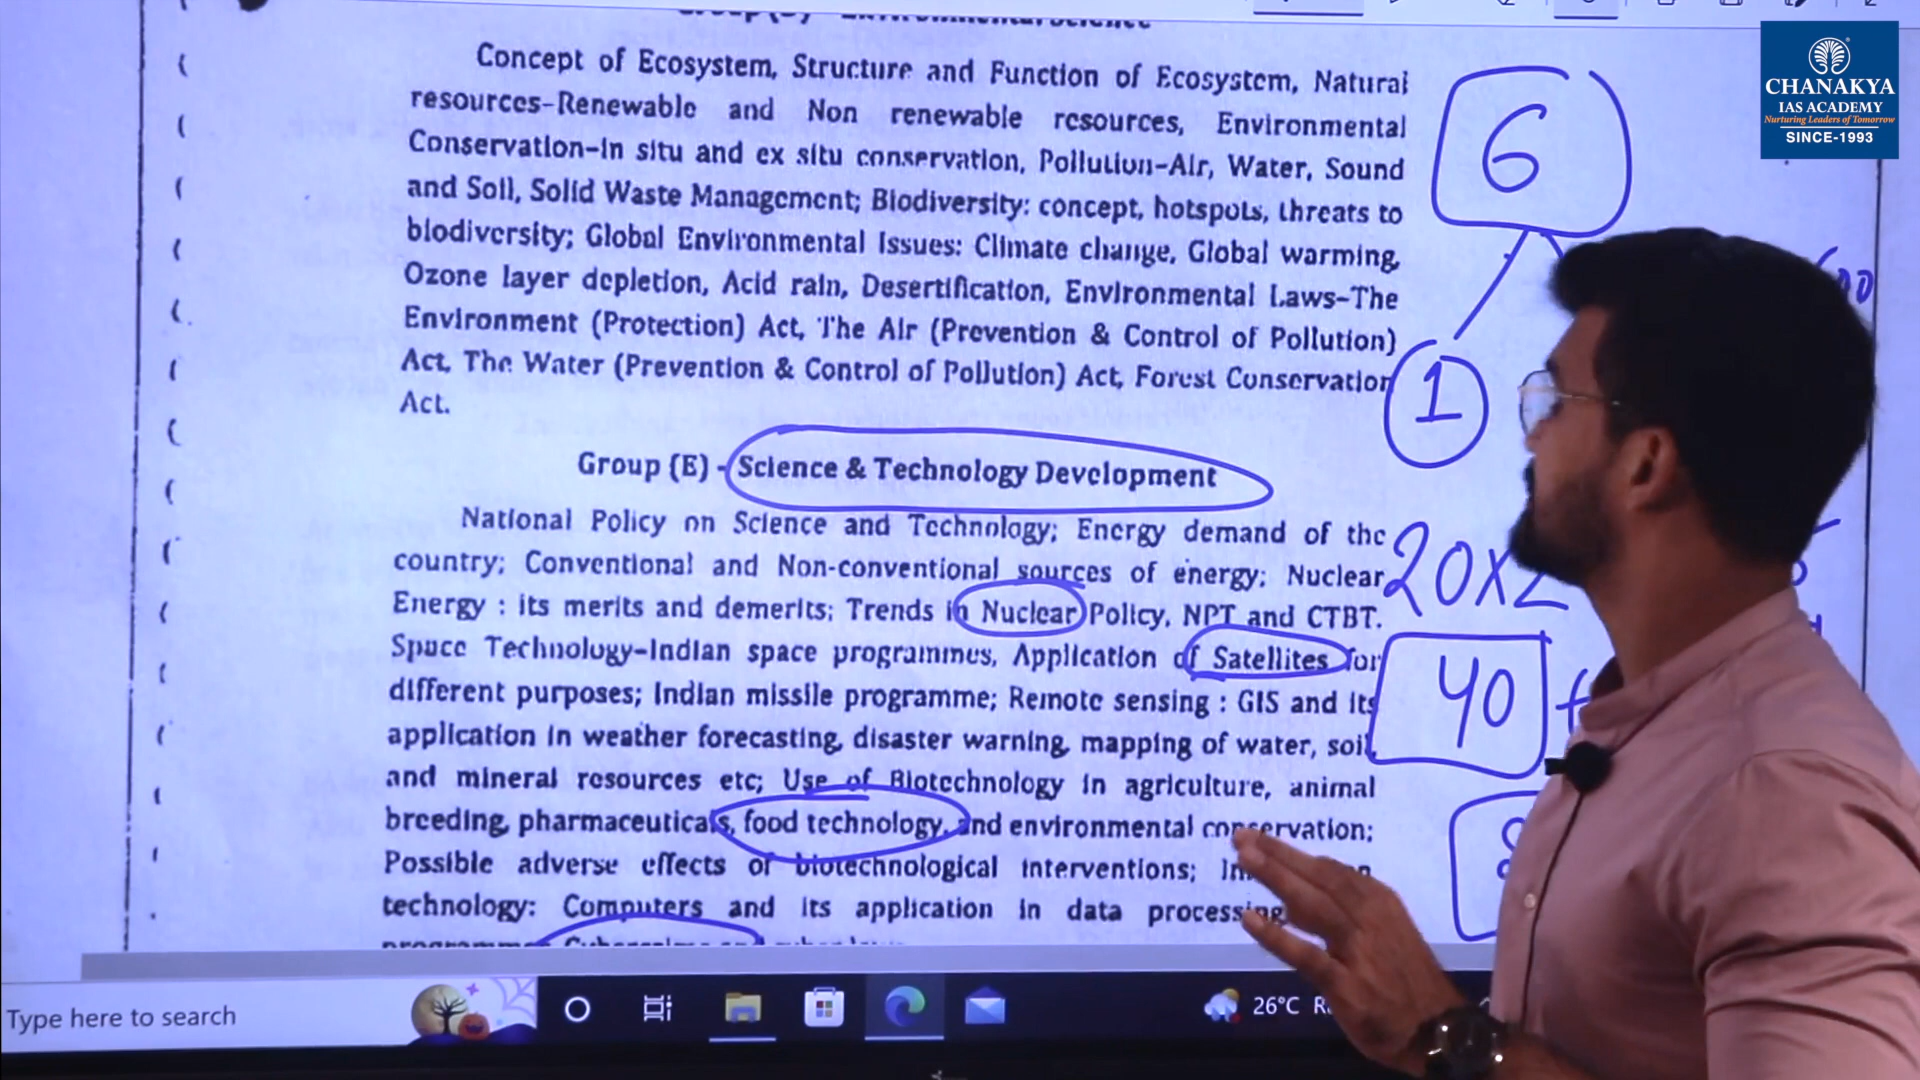 Environmental Science
Concept of Ecosystem, Structure and Function of Ecosystem, Natural
resources-Renewable and Non renewable resources, Environmental
Conservation-In situ and ex situ conservation, Pollution-Air, Water, Sound
and Soil, Solid Waste Management; Biodiversity: concept, hotspots, threats to
biodiversity; Global Environmental Issues: Climate change, Global warming,
Ozone layer depletion, Acid rain, Desertification, Environmental Laws-The
Environment (Protection) Act, The Air (Prevention & Control of Pollution)
Act, The Water (Prevention & Control of Pollution) Act, Forest Conservation
Act.
Group (E) - Science & Technology Development
National Policy on Science and Technology; Energy demand of the
country; Conventional and Non-conventional sources of energy; Nuclear
Energy : its merits and demerits; Trends in Nuclear Policy, NPT and CTBT.
Space Technology-Indian space programmes, Application of Satellites for
different purposes; Indian missile programme; Remote sensing : GIS and its
application in weather forecasting, disaster warning, mapping of water, soil,
and mineral resources etc; Use of Biotechnology in agriculture, animal
breeding, pharmaceuticals, food technology, and environmental conservation;
Possible adverse effects of biotechnological interventions;
technology: Computers and its application in data processing
6
1
20X2
40
CHANAKYA
IAS ACADEMY
Nurturing Leaders of Tomorrow
SINCE-1993
Type here to search
26°C